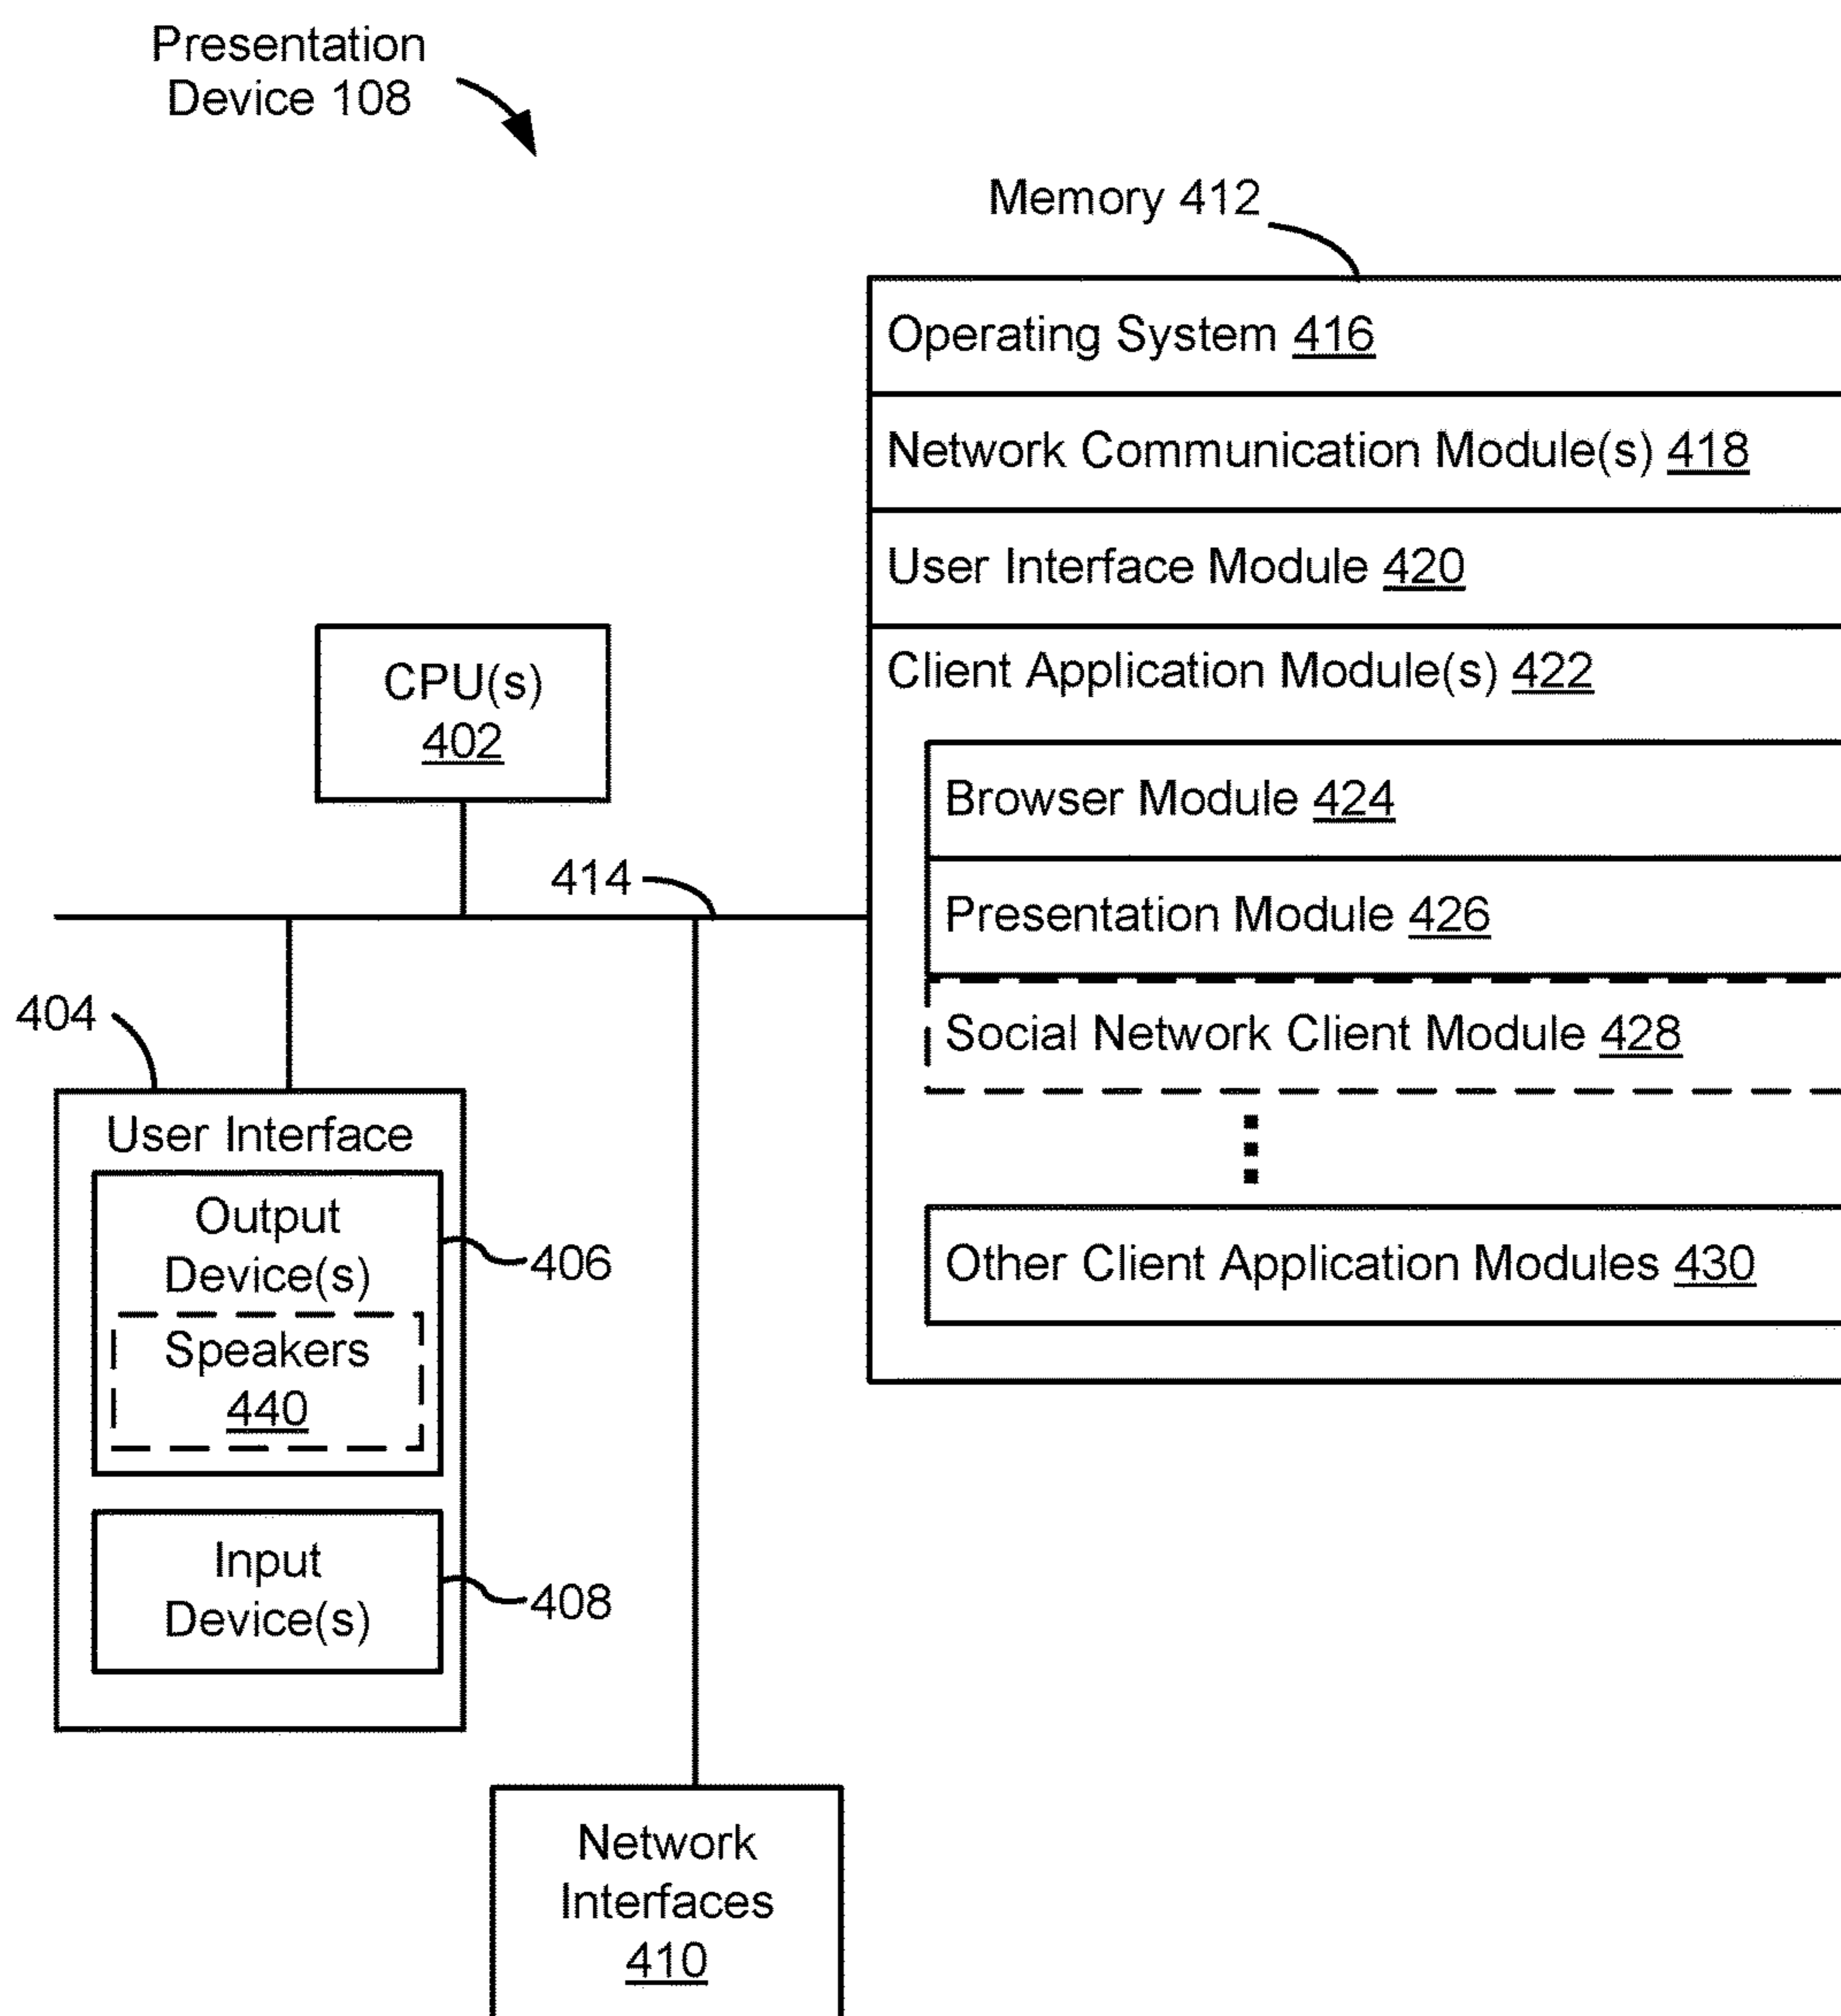 Presentation
Device 108
Memory 412
Operating System 416
Network Communication Module(s) 418
User Interface Module 420
Client Application Module(s) 422
Browser Module 424
Presentation Module 426
Social Network Client Module 428
Other Client Application Modules 430
CPU(s)
402
414
404
User Interface
Output
Device(s)
406
Speakers
440
Input
Device(s)
408
Network
Interfaces
410